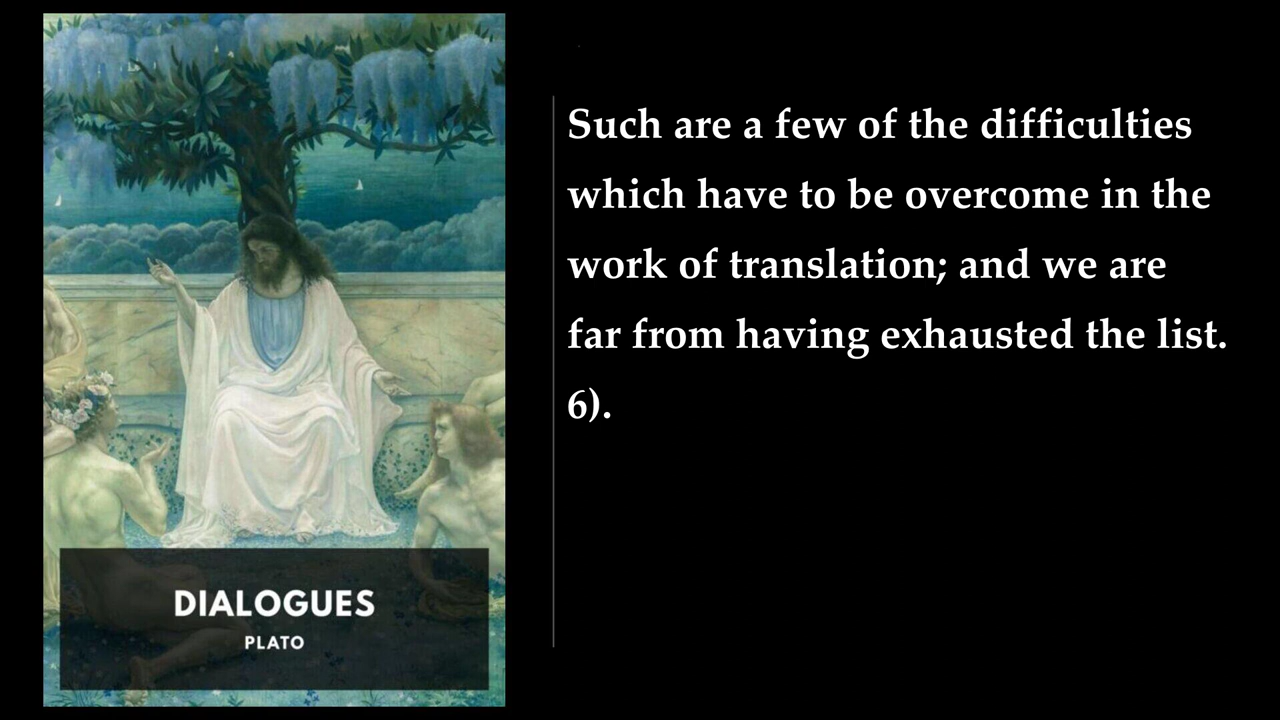 Such are a few of the difficulties
which have to be overcome in the
work of translation; and we are
far from having exhausted the list.
6).
DIALOGUES
PLATO